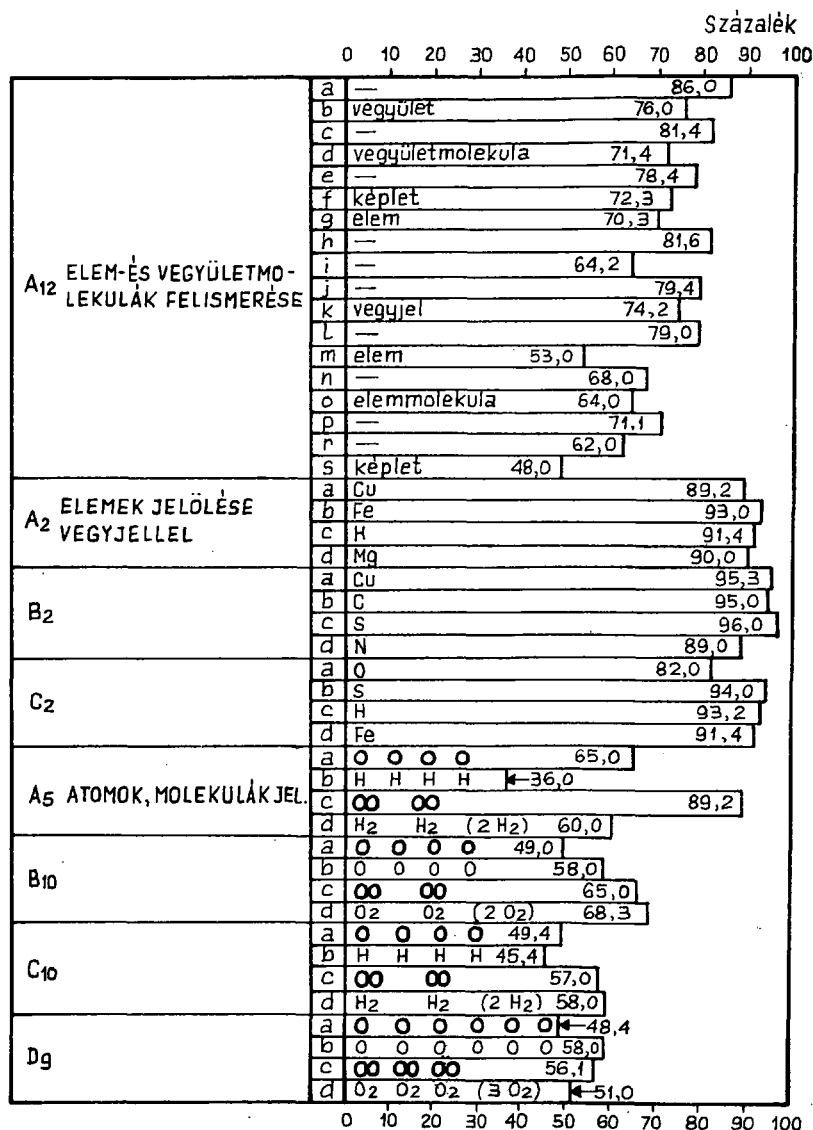 Százalék
0 10 20 30 40 50 60 70 80 90 100
A12 ELEM-ÉS VEGYÜLETMO-
LEKULÁK FELISMERÉSE
a — 86,0
b vegyület 76,0
c — 81,4
d vegyületmolekula 71,4
e — 78,4
f képlet 72,3
g elem 70,3
h — 81,6
i — 64,2
j — 79,4
k vegyjel 74,2
l — 79,0
m elem 53,0
n — 68,0
o elemmolekula 64,0
p — 71,1
r — 62,0
s képlet 48,0
A2 ELEMEK JELÖLÉSE
VEGYJELLEL
a Cu 89,2
b Fe 93,0
c H 91,4
d Mg 90,0
B2
a Cu 95,3
b C 95,0
c S 96,0
d N 89,0
C2
a O 82,0
b S 94,0
c H 93,2
d Fe 91,4
A5 ATOMOK, MOLEKULÁK JEL.
a O O O O 65,0
b H H H H 36,0
c OO OO 89,2
d H2 H2 (2 H2) 60,0
B10
a O O O O 49,0
b O O O O 58,0
c OO OO 65,0
d O2 O2 (2 O2) 68,3
C10
a O O O O 49,4
b H H H H 45,4
c OO OO 57,0
d H2 H2 (2 H2) 58,0
D9
a O O O O O O 48,4
b O O O O O O 58,0
c OO OO OO 56,1
d O2 O2 O2 (3 O2) 51,0
0 10 20 30 40 50 60 70 80 90 100